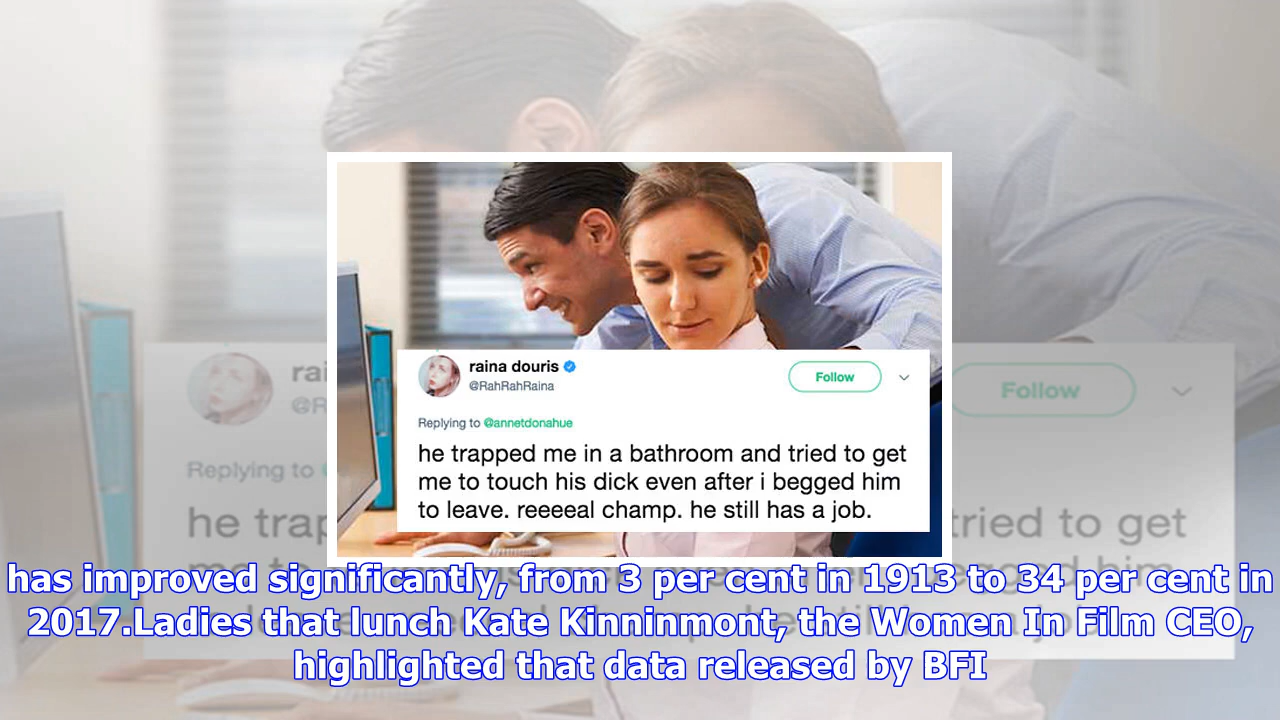 raina douris
@RahRahRaina
Follow
Replying to @annetdonahue
he trapped me in a bathroom and tried to get
me to touch his dick even after i begged him
to leave. reeeeal champ. he still has a job.
has improved significantly, from 3 per cent in 1913 to 34 per cent in
2017.Ladies that lunch Kate Kinninmont, the Women In Film CEO,
highlighted that data released by BFI